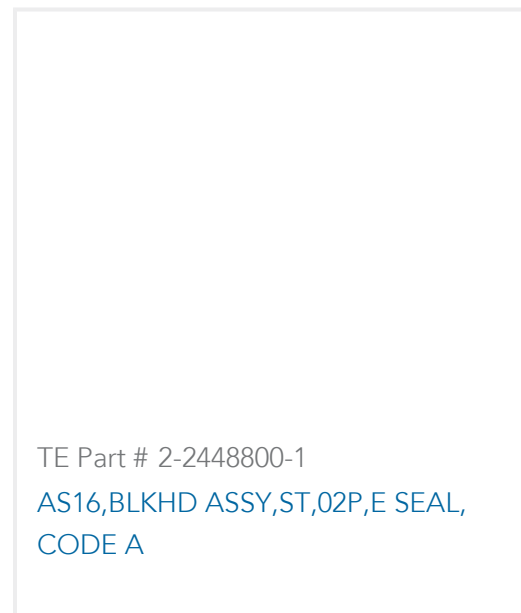 TE Part # 2-2448800-1
AS16,BLKHD ASSY,ST,02P,E SEAL,
CODE A